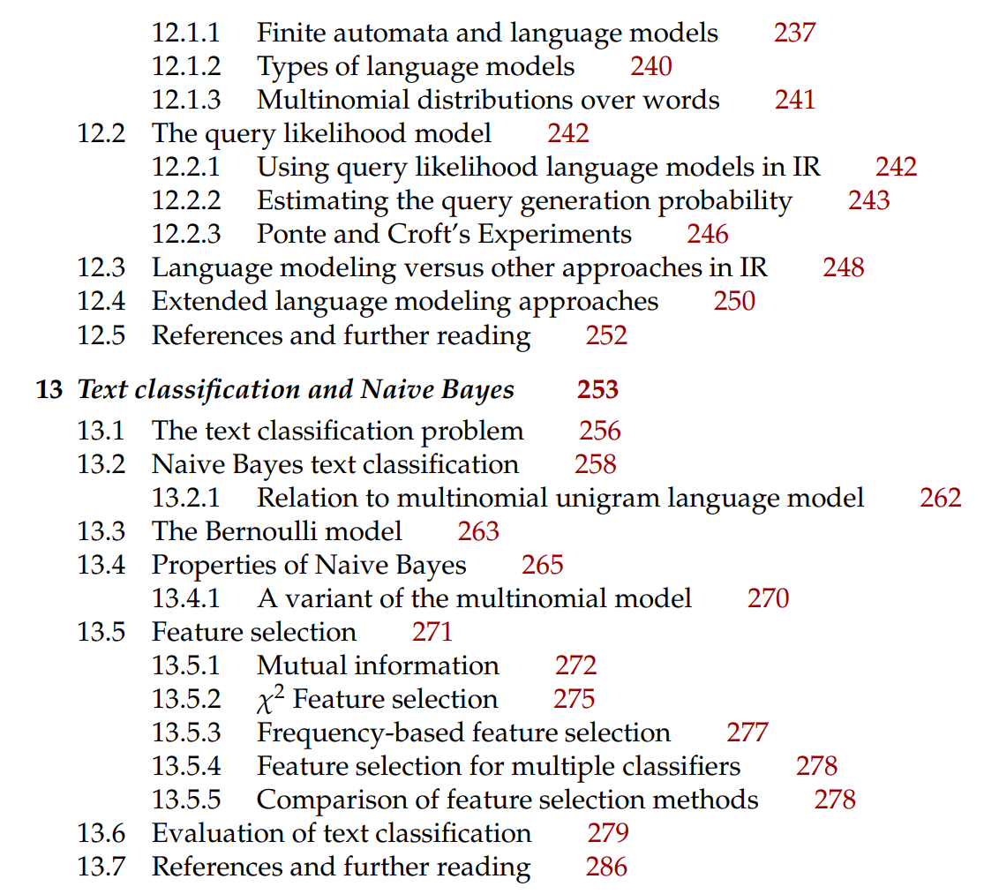 12.1.1 Finite automata and language models 237
12.1.2 Types of language models 240
12.1.3 Multinomial distributions over words 241
12.2 The query likelihood model 242
12.2.1 Using query likelihood language models in IR 242
12.2.2 Estimating the query generation probability 243
12.2.3 Ponte and Croft's Experiments 246
12.3 Language modeling versus other approaches in IR 248
12.4 Extended language modeling approaches 250
12.5 References and further reading 252
13 Text classification and Naive Bayes 253
13.1 The text classification problem 256
13.2 Naive Bayes text classification 258
13.2.1 Relation to multinomial unigram language model 262
13.3 The Bernoulli model 263
13.4 Properties of Naive Bayes 265
13.4.1 A variant of the multinomial model 270
13.5 Feature selection 271
13.5.1 Mutual information 272
13.5.2 χ² Feature selection 275
13.5.3 Frequency-based feature selection 277
13.5.4 Feature selection for multiple classifiers 278
13.5.5 Comparison of feature selection methods 278
13.6 Evaluation of text classification 279
13.7 References and further reading 286